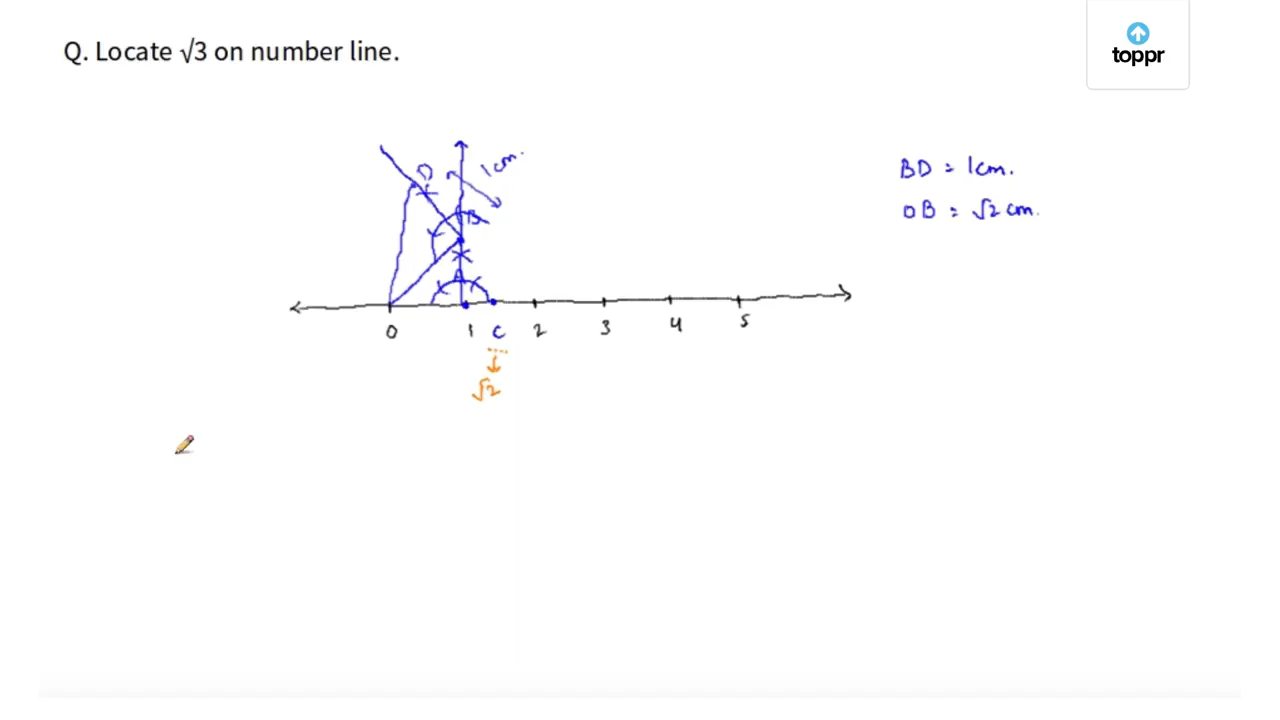 Q. Locate √3 on number line.
toppr
BD = 1cm.
OB = √2 cm.
D
1cm.
B
A
0 1 C 2 3 4 5
√2